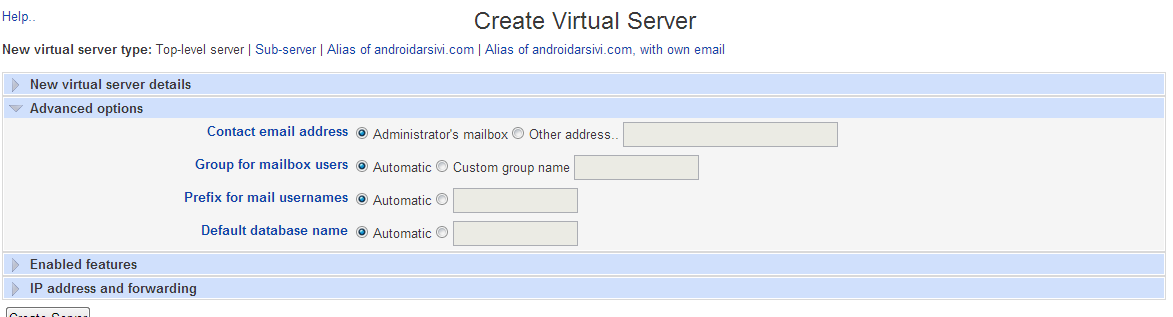 Help..
Create Virtual Server
New virtual server type: Top-level server | Sub-server | Alias of androidarsivi.com | Alias of androidarsivi.com, with own email
New virtual server details
Advanced options
Contact email address Administrator's mailbox Other address..
Group for mailbox users Automatic Custom group name
Prefix for mail usernames Automatic
Default database name Automatic
Enabled features
IP address and forwarding
Create Server